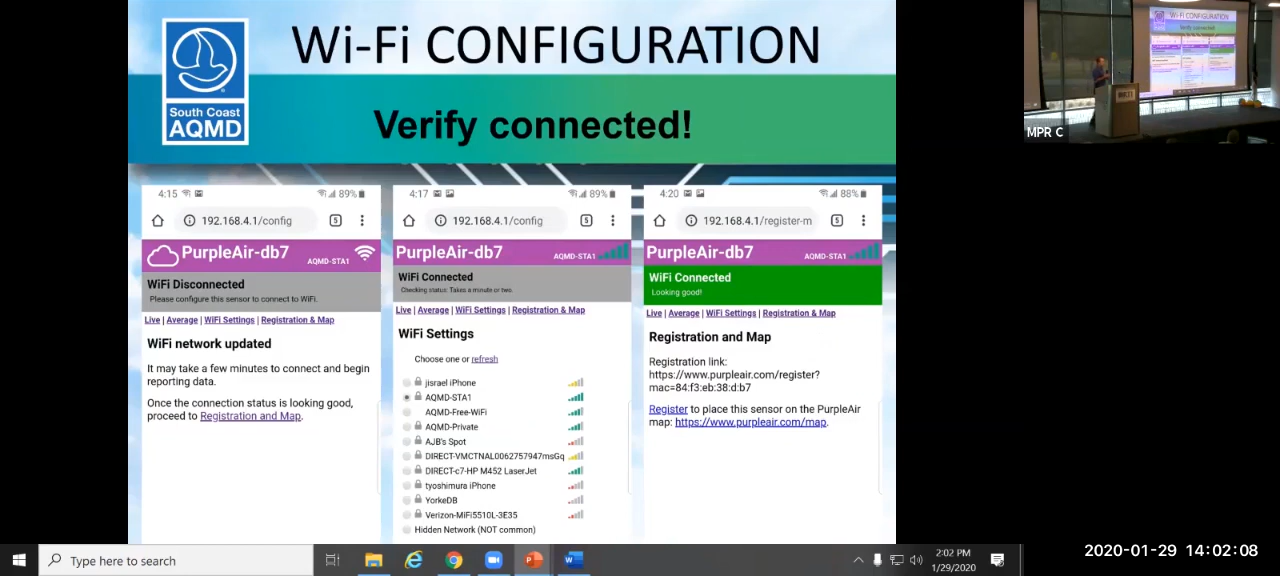 Wi-Fi CONFIGURATION
Verify connected!
South Coast
AQMD
4:15
89%
192.168.4.1/config
5
PurpleAir-db7
AQMD-STA1
WiFi Disconnected
Please configure this sensor to connect to WiFi.
Live | Average | WiFi Settings | Registration & Map
WiFi network updated
It may take a few minutes to connect and begin
reporting data.
Once the connection status is looking good,
proceed to Registration and Map.
4:17
89%
192.168.4.1/config
5
PurpleAir-db7
AQMD-STA1
WiFi Connected
Checking status: Takes a minute or two.
Live | Average | WiFi Settings | Registration & Map
WiFi Settings
Choose one or refresh
jisrael iPhone
AQMD-STA1
AQMD-Free-WiFi
AQMD-Private
AJB's Spot
DIRECT-VMCTNAL0062757947msGq
DIRECT-c7-HP M452 LaserJet
tyoshimura iPhone
YorkeDB
Verizon-MiFi5510L-3E35
Hidden Network (NOT common)
4:20
88%
192.168.4.1/register-m
5
PurpleAir-db7
AQMD-STA1
WiFi Connected
Looking good!
Live | Average | WiFi Settings | Registration & Map
Registration and Map
Registration link:
https://www.purpleair.com/register?
mac=84:f3:eb:38:d:b7
Register to place this sensor on the PurpleAir
map: https://www.purpleair.com/map.
Wi-Fi CONFIGURATION
Verify connected!
MPR C
Type here to search
2:02 PM
1/29/2020
2020-01-29 14:02:08